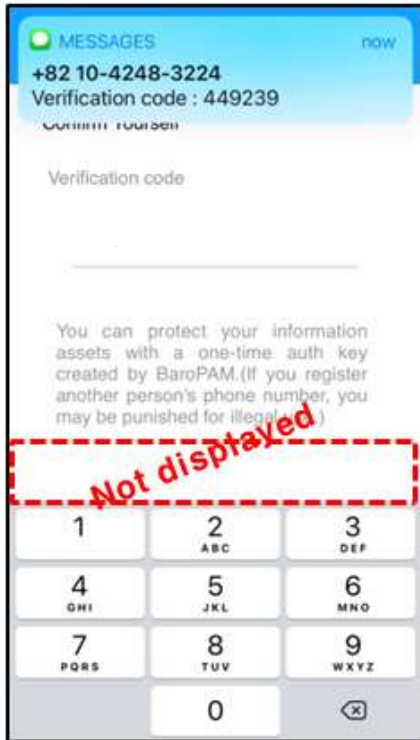 MESSAGES now
+82 10-4248-3224
Verification code : 449239
Confirm Yourself
Verification code
You can protect your information
assets with a one-time auth key
created by BaroPAM.(If you register
another person's phone number, you
may be punished for illegal
Not displayed
1 2 3
ABC DEF
4 5 6
GHI JKL MNO
7 8 9
PQRS TUV WXYZ
0